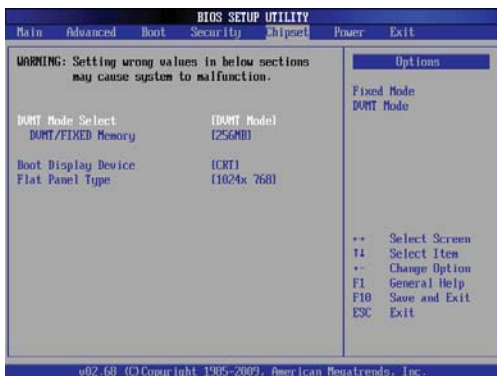 BIOS SETUP UTILITY
Main Advanced Boot Security Chipset Power Exit
WARNING: Setting wrong values in below sections
may cause system to malfunction.
DVMT Mode Select [DVMT Mode]
DVMT/FIXED Memory [256MB]
Boot Display Device [CRT]
Flat Panel Type [1024x 768]
Options
Fixed Mode
DVMT Mode
←→ Select Screen
↑↓ Select Item
+- Change Option
F1 General Help
F10 Save and Exit
ESC Exit
v02.68 (C)Copyright 1985-2009, American Megatrends, Inc.